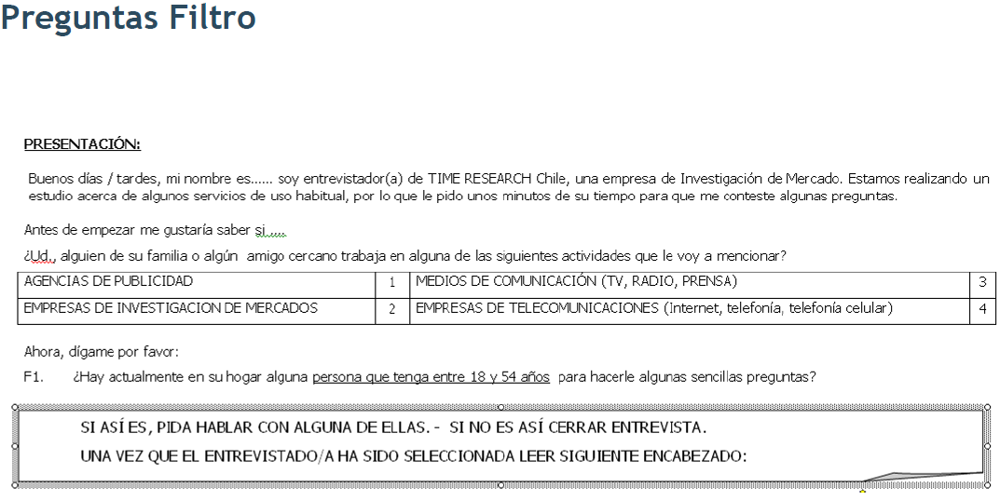 Preguntas Filtro
PRESENTACIÓN:
Buenos días / tardes, mi nombre es...... soy entrevistador(a) de TIME RESEARCH Chile, una empresa de Investigación de Mercado. Estamos realizando un
estudio acerca de algunos servicios de uso habitual, por lo que le pido unos minutos de su tiempo para que me conteste algunas preguntas.
Antes de empezar me gustaría saber si ....
¿Ud., alguien de su familia o algún amigo cercano trabaja en alguna de las siguientes actividades que le voy a mencionar?
AGENCIAS DE PUBLICIDAD 1 MEDIOS DE COMUNICACIÓN (TV, RADIO, PRENSA) 3
EMPRESAS DE INVESTIGACION DE MERCADOS 2 EMPRESAS DE TELECOMUNICACIONES (Internet, telefonía, telefonía celular) 4
Ahora, dígame por favor:
F1. ¿Hay actualmente en su hogar alguna persona que tenga entre 18 y 54 años para hacerle algunas sencillas preguntas?
SI ASÍ ES, PIDA HABLAR CON ALGUNA DE ELLAS.- SI NO ES ASÍ CERRAR ENTREVISTA.
UNA VEZ QUE EL ENTREVISTADO/A HA SIDO SELECCIONADA LEER SIGUIENTE ENCABEZADO: